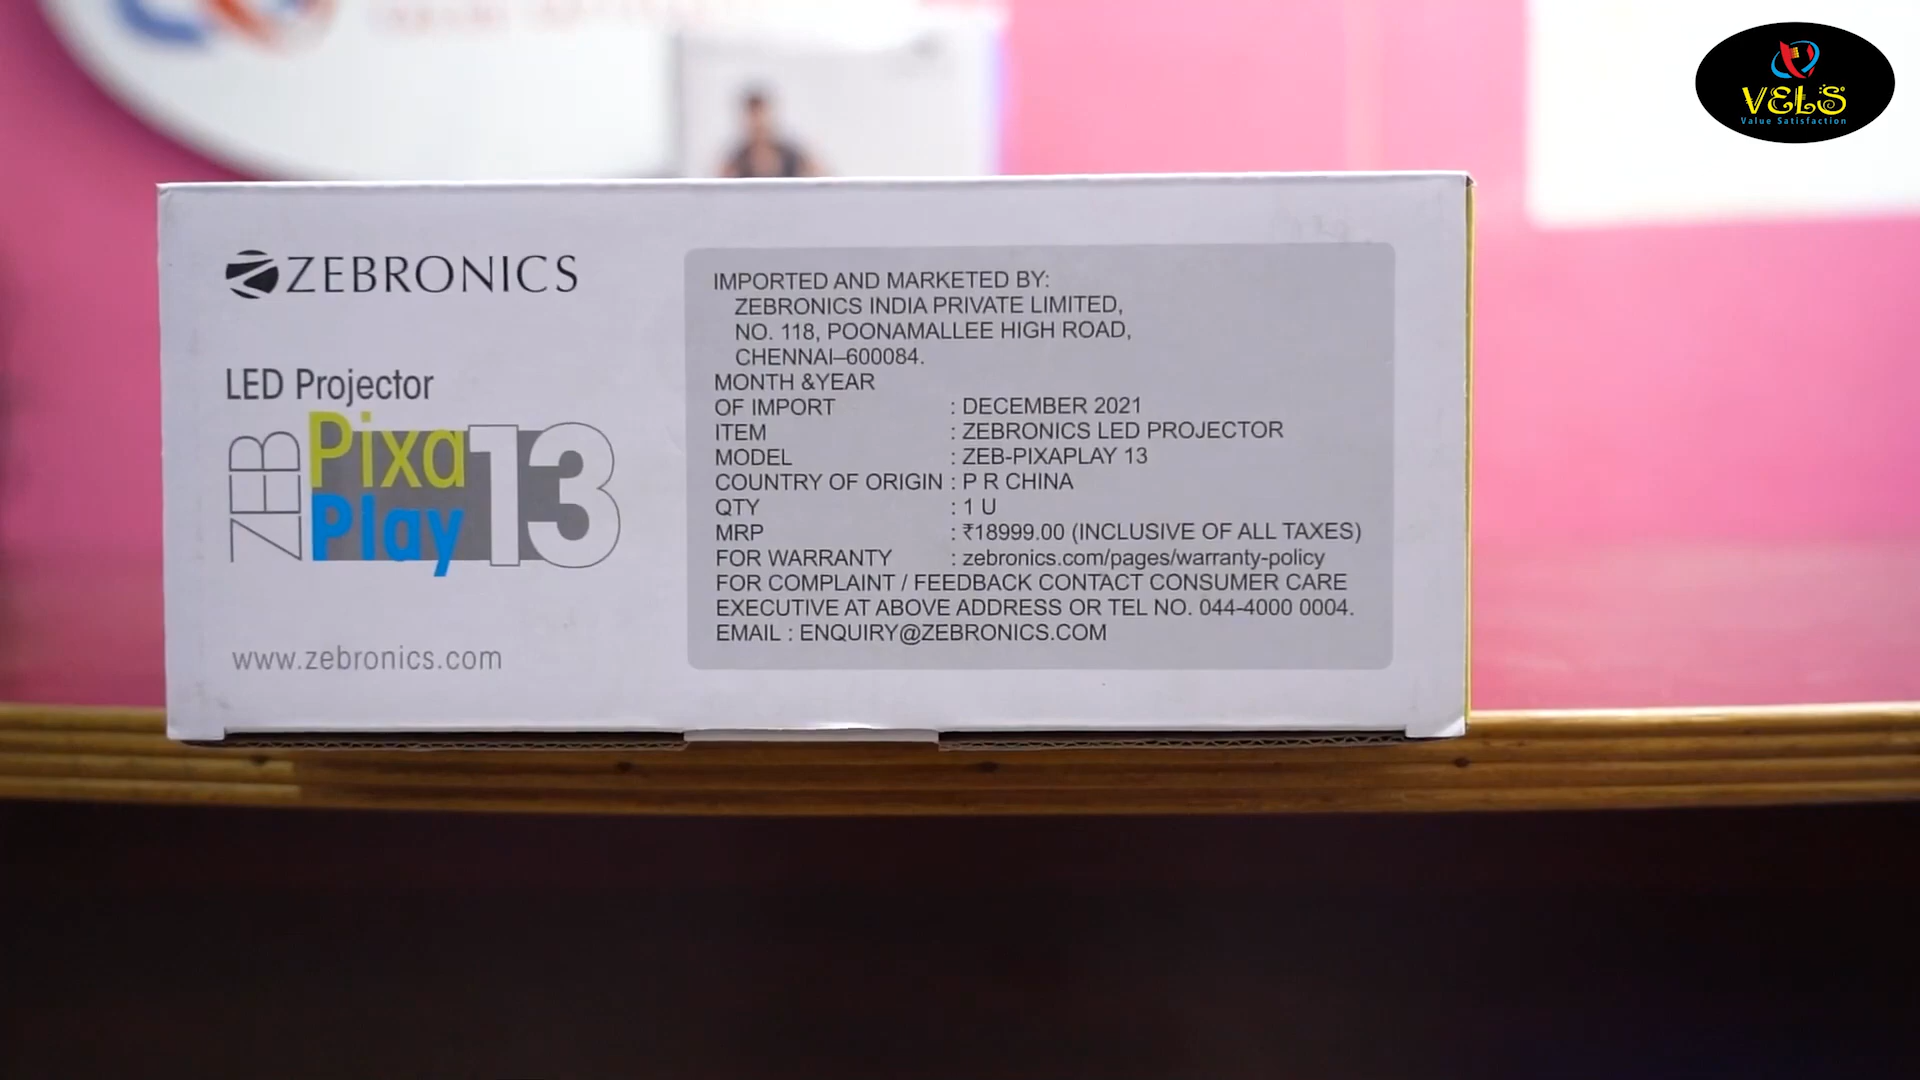 VELS
Value Satisfaction
ZEBRONICS
LED Projector
ZEB
Pixa
Play
13
www.zebronics.com
IMPORTED AND MARKETED BY:
ZEBRONICS INDIA PRIVATE LIMITED,
NO. 118, POONAMALLEE HIGH ROAD,
CHENNAI–600084.
MONTH &YEAR
OF IMPORT : DECEMBER 2021
ITEM : ZEBRONICS LED PROJECTOR
MODEL : ZEB-PIXAPLAY 13
COUNTRY OF ORIGIN : P R CHINA
QTY : 1 U
MRP : ₹18999.00 (INCLUSIVE OF ALL TAXES)
FOR WARRANTY : zebronics.com/pages/warranty-policy
FOR COMPLAINT / FEEDBACK CONTACT CONSUMER CARE
EXECUTIVE AT ABOVE ADDRESS OR TEL NO. 044-4000 0004.
EMAIL : ENQUIRY@ZEBRONICS.COM